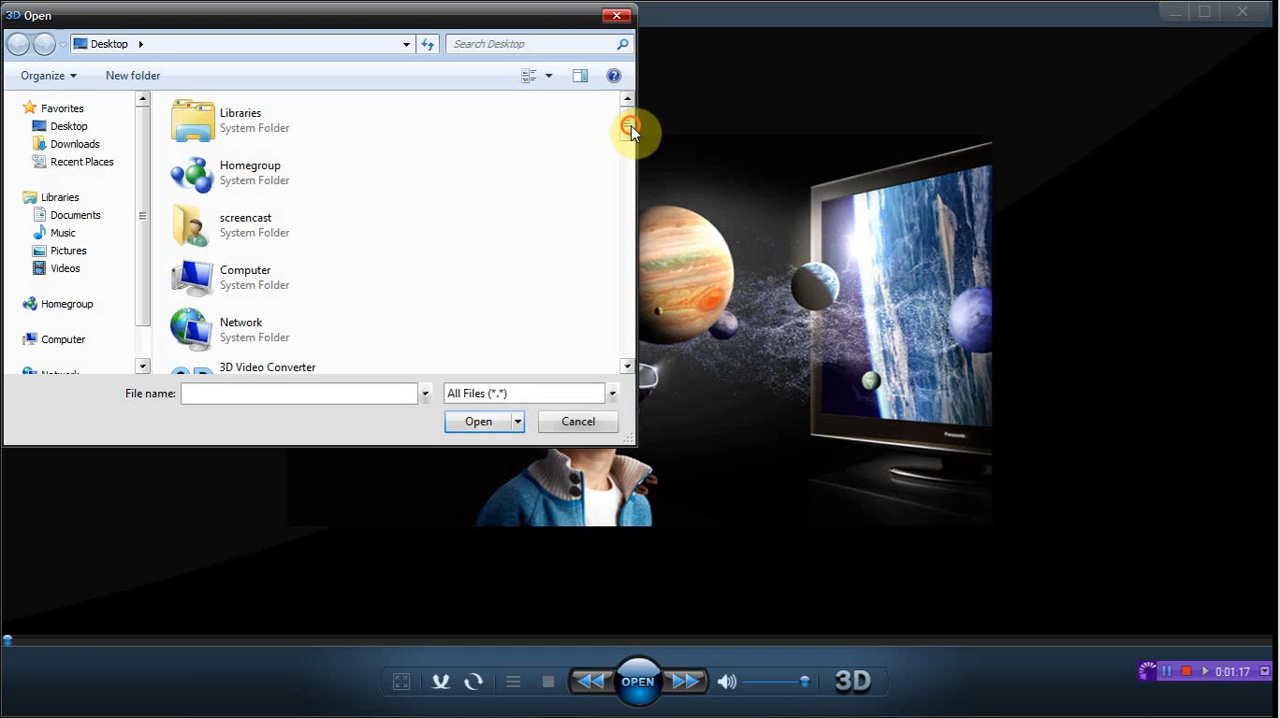 3D Open
Desktop
Search Desktop
Organize
New folder
Favorites
Desktop
Downloads
Recent Places
Libraries
Documents
Music
Pictures
Videos
Homegroup
Computer
Libraries
System Folder
Homegroup
System Folder
screencast
System Folder
Computer
System Folder
Network
System Folder
3D Video Converter
File name:
All Files (*.*)
Open
Cancel
Panasonic
OPEN
3D
0:01:17